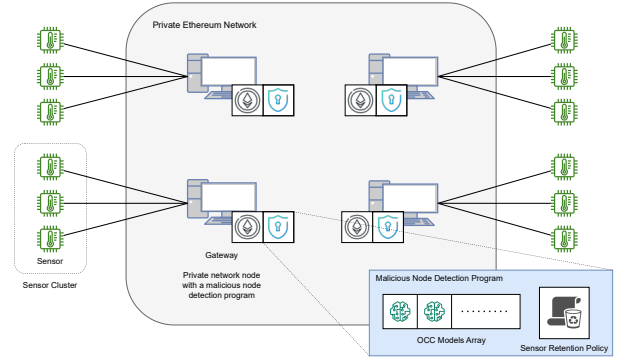 Private Ethereum Network
Sensor
Sensor Cluster
Gateway
Private network node
with a malicious node
detection program
Malicious Node Detection Program
OCC Models Array
Sensor Retention Policy